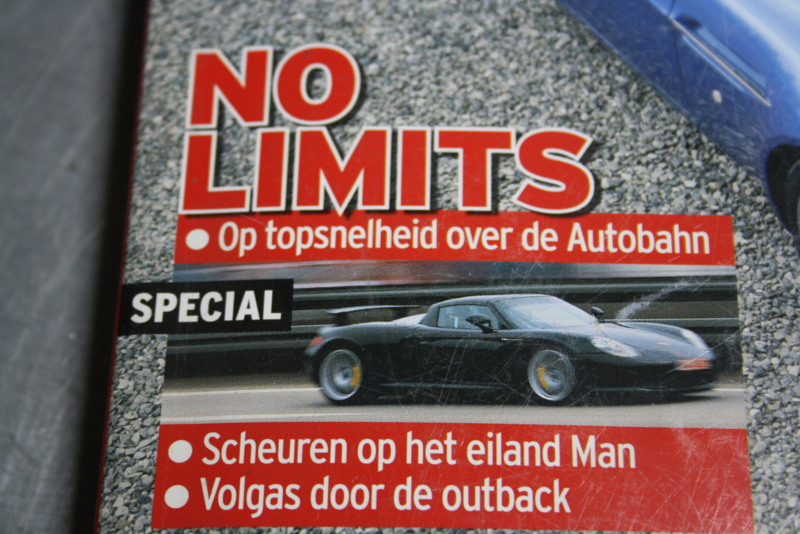 NO
LIMITS
• Op topsnelheid over de Autobahn
SPECIAL
• Scheuren op het eiland Man
• Volgas door de outback